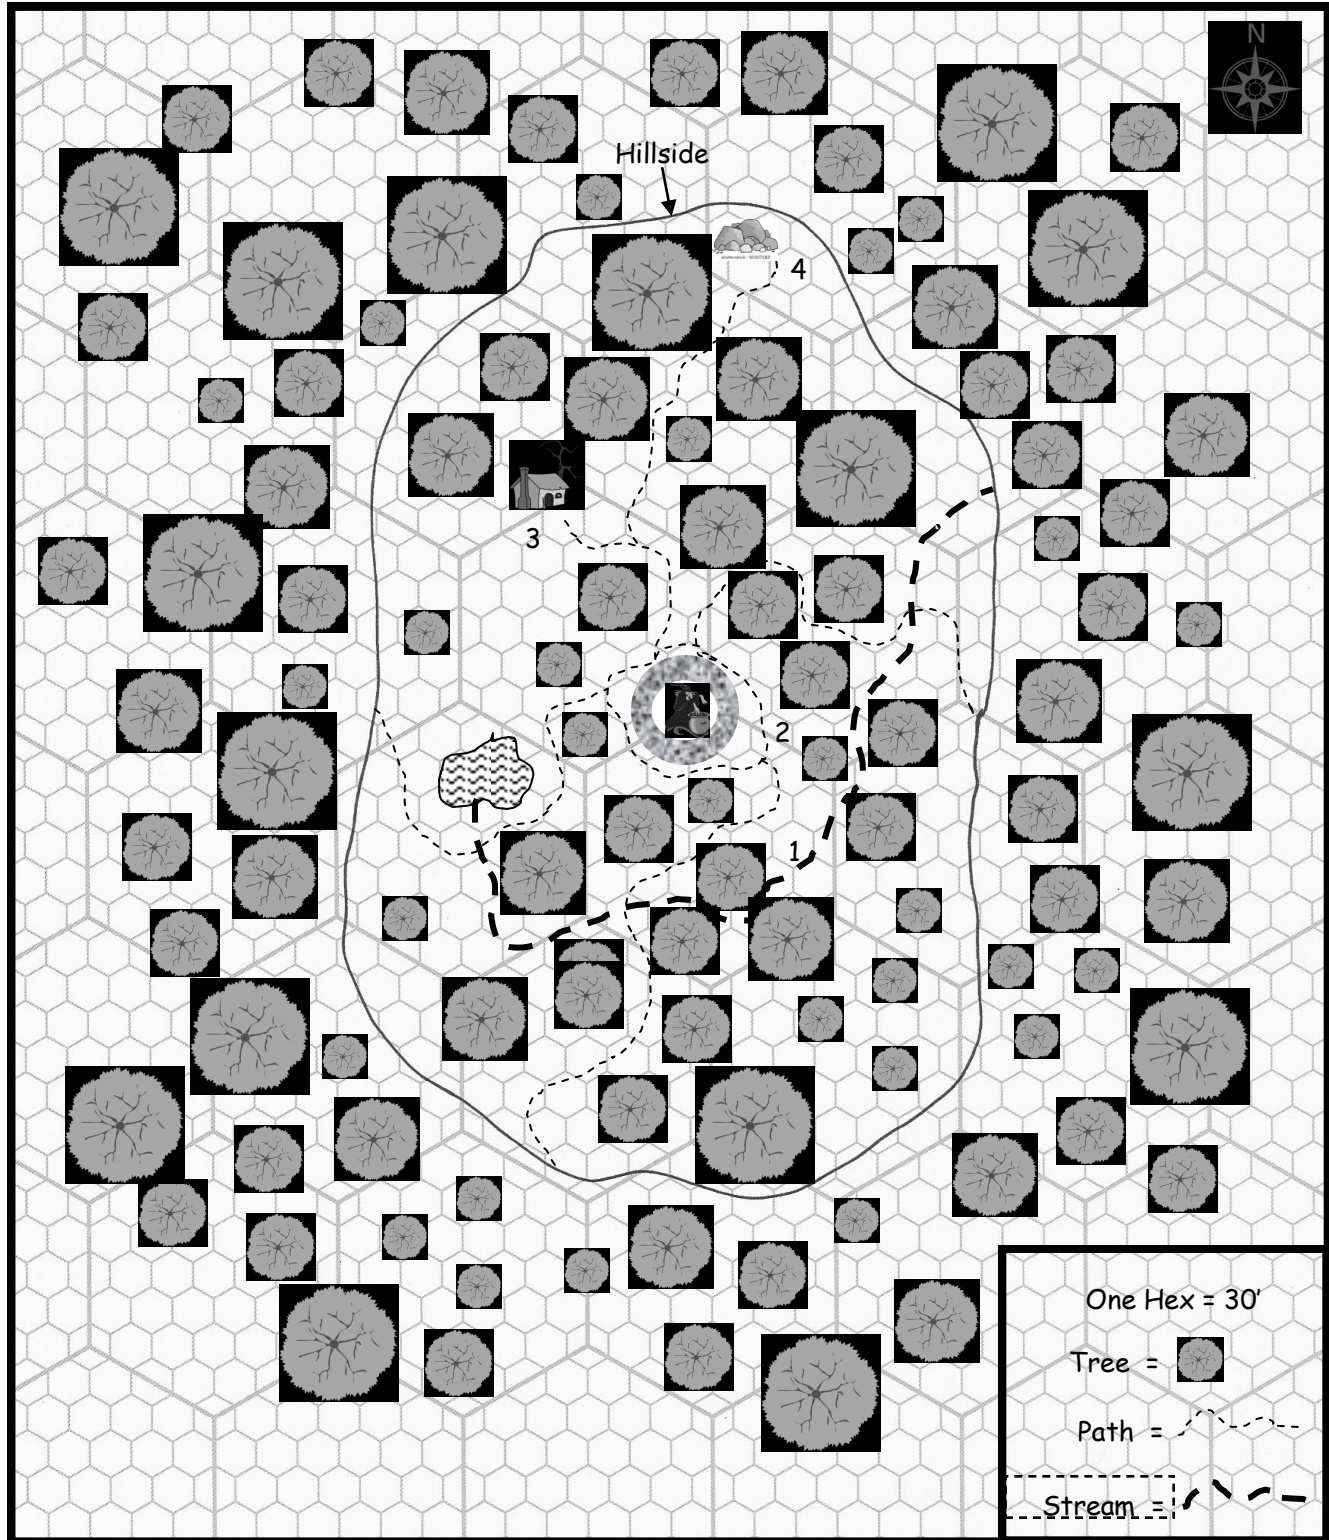 N
Hillside
4
3
2
1
One Hex = 30'
Tree =
Path =
Stream =